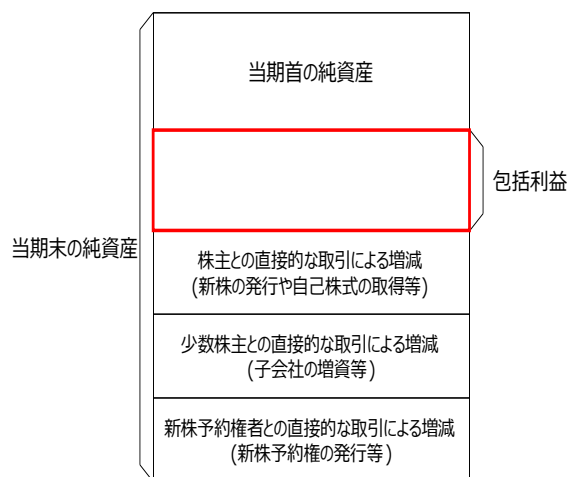 当期首の純資産
包括利益
当期末の純資産
株主との直接的な取引による増減
(新株の発行や自己株式の取得等)
少数株主との直接的な取引による増減
(子会社の増資等)
新株予約権者との直接的な取引による増減
(新株予約権の発行等)